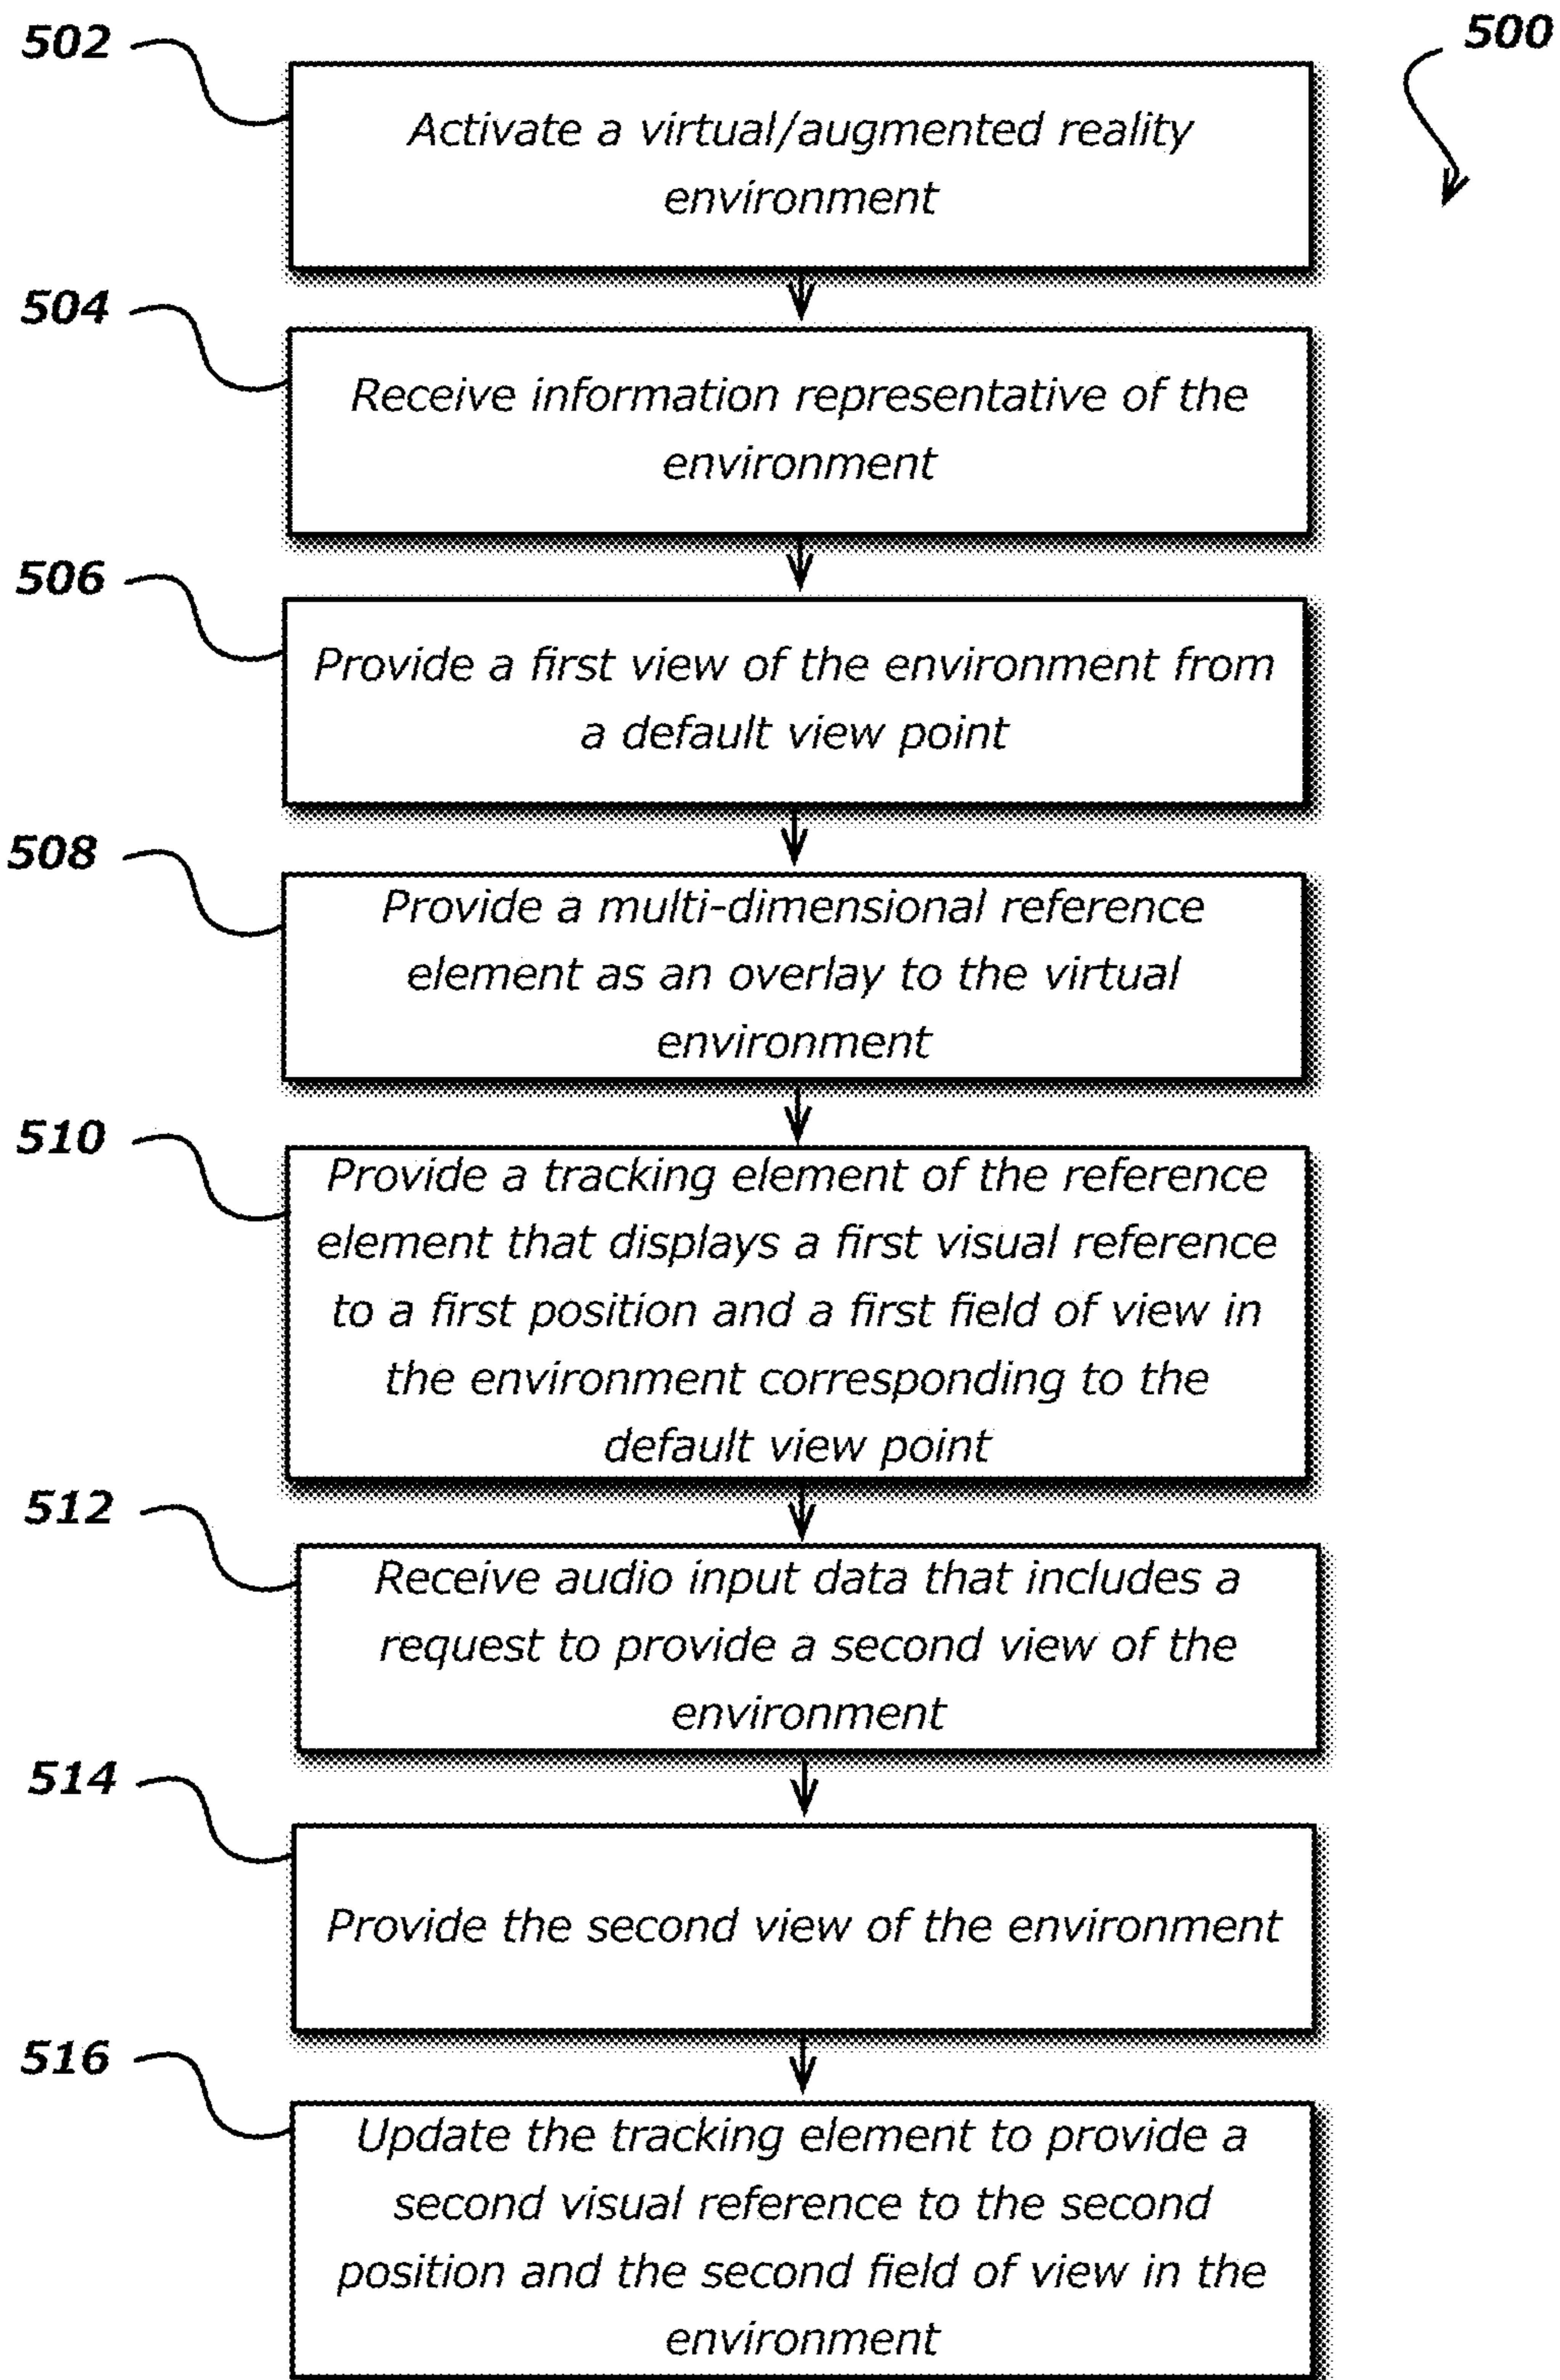 500
502
Activate a virtual/augmented reality
environment
504
Receive information representative of the
environment
506
Provide a first view of the environment from
a default view point
508
Provide a multi-dimensional reference
element as an overlay to the virtual
environment
510
Provide a tracking element of the reference
element that displays a first visual reference
to a first position and a first field of view in
the environment corresponding to the
default view point
512
Receive audio input data that includes a
request to provide a second view of the
environment
514
Provide the second view of the environment
516
Update the tracking element to provide a
second visual reference to the second
position and the second field of view in the
environment